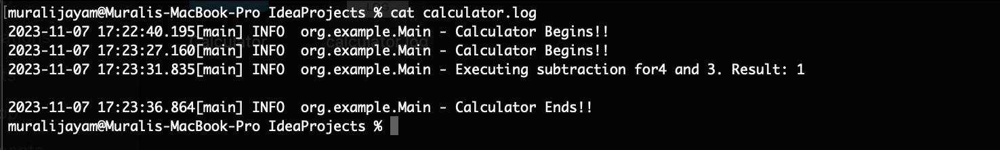 [muralijayam@Muralis-MacBook-Pro IdeaProjects % cat calculator.log
2023-11-07 17:22:40.195[main] INFO  org.example.Main - Calculator Begins!!
2023-11-07 17:23:27.160[main] INFO  org.example.Main - Calculator Begins!!
2023-11-07 17:23:31.835[main] INFO  org.example.Main - Executing subtraction for4 and 3. Result: 1
2023-11-07 17:23:36.864[main] INFO  org.example.Main - Calculator Ends!!
muralijayam@Muralis-MacBook-Pro IdeaProjects %